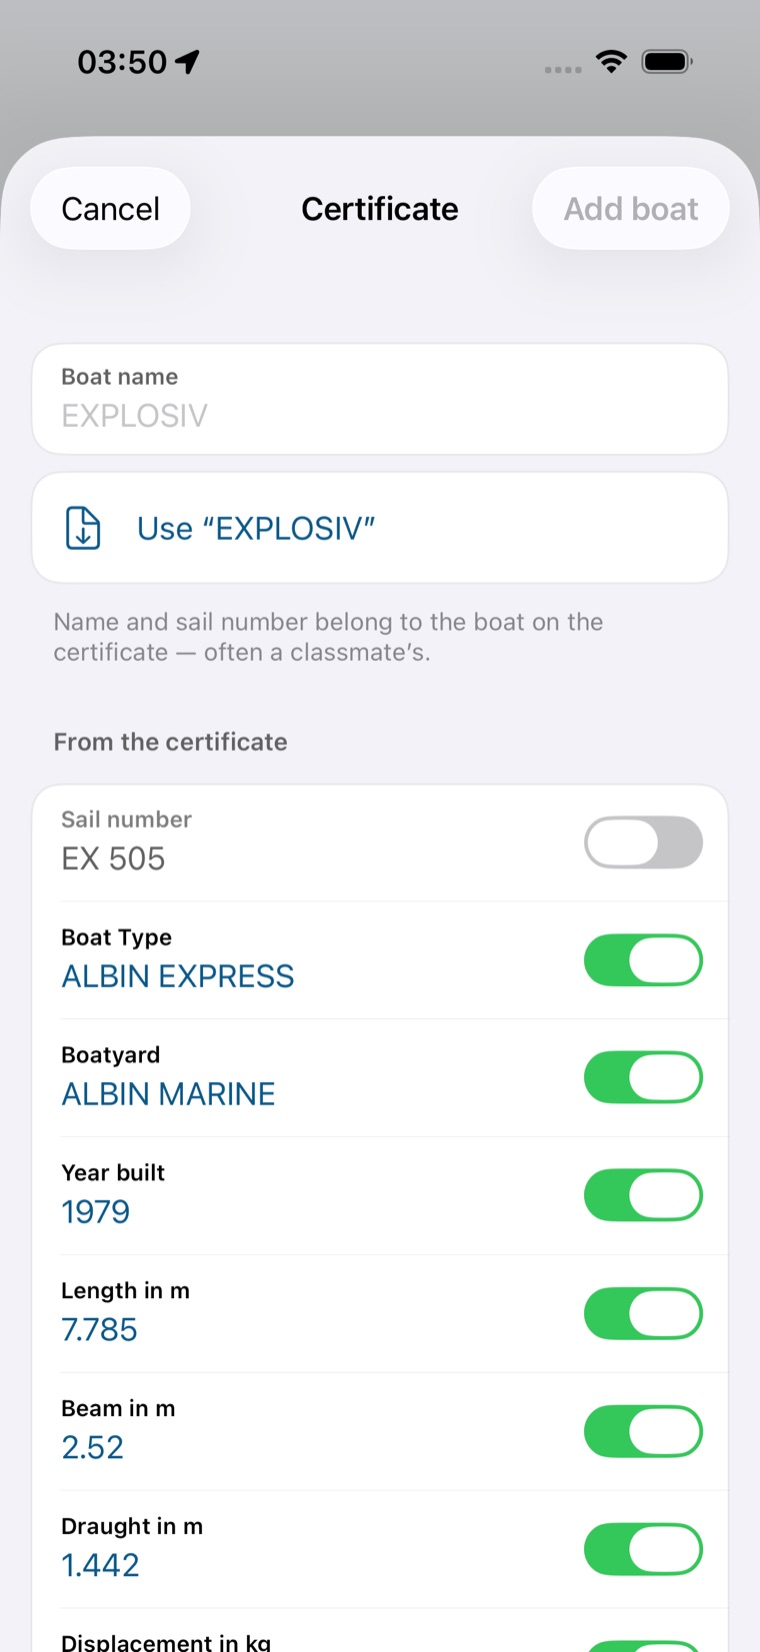 03:50
Cancel
Certificate
Add boat
Boat name
EXPLOSIV
Use “EXPLOSIV”
Name and sail number belong to the boat on the
certificate — often a classmate’s.
From the certificate
Sail number
EX 505
Boat Type
ALBIN EXPRESS
Boatyard
ALBIN MARINE
Year built
1979
Length in m
7.785
Beam in m
2.52
Draught in m
1.442
Displacement in kg